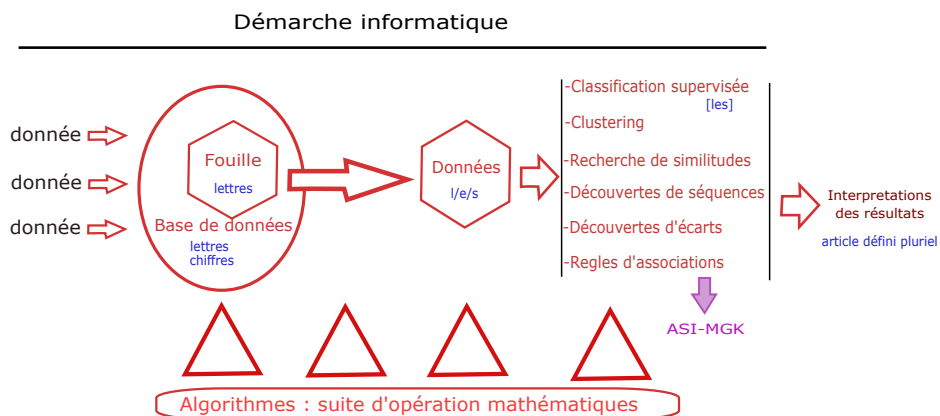 Démarche informatique
donnée
donnée
donnée
Fouille
lettres
Base de données
lettres
chiffres
Données
l/e/s
-Classification supervisée
[les]
-Clustering
-Recherche de similitudes
-Découvertes de séquences
-Découvertes d'écarts
-Regles d'associations
ASI-MGK
Interpretations
des résultats
article défini pluriel
Algorithmes : suite d'opération mathématiques